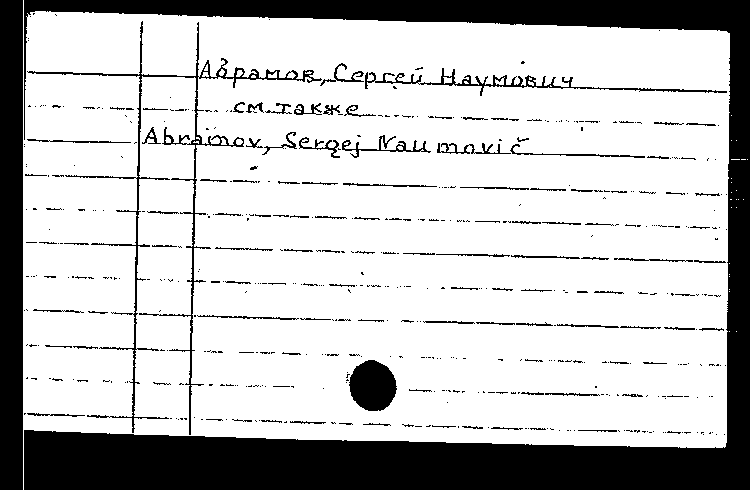 Абрамов, Сергей Наумович
см. также
Abramov, Sergej Naumovič